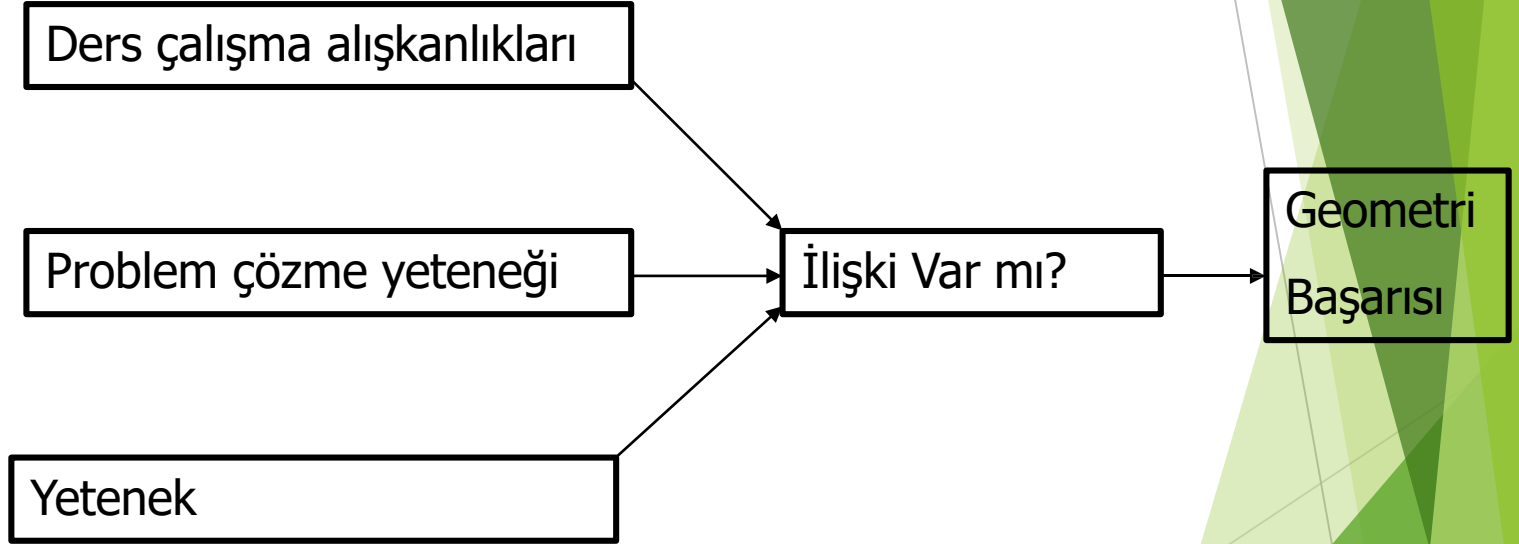 Ders çalışma alışkanlıkları
Problem çözme yeteneği
Yetenek
İlişki Var mı?
Geometri
Başarısı